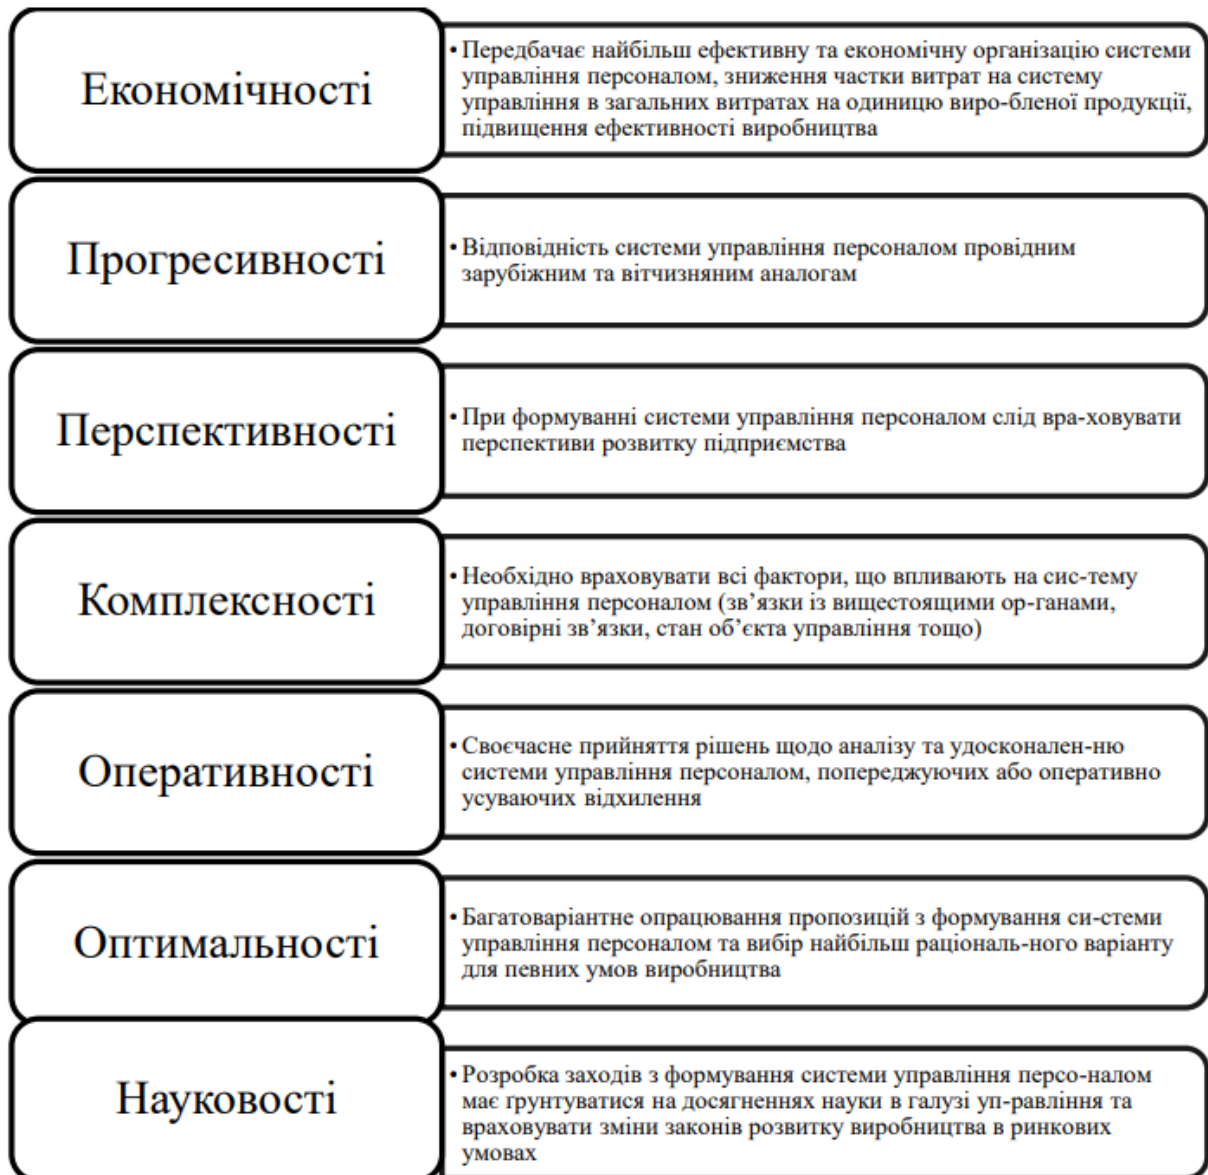 Економічності
• Передбачає найбільш ефективну та економічну організацію системи
управління персоналом, зниження частки витрат на систему
управління в загальних витратах на одиницю виро-бленої продукції,
підвищення ефективності виробництва
Прогресивності
• Відповідність системи управління персоналом провідним
зарубіжним та вітчизняним аналогам
Перспективності
• При формуванні системи управління персоналом слід вра-ховувати
перспективи розвитку підприємства
Комплексності
• Необхідно враховувати всі фактори, що впливають на сис-тему
управління персоналом (зв’язки із вищестоящими ор-ганами,
договірні зв’язки, стан об’єкта управління тощо)
Оперативності
• Своєчасне прийняття рішень щодо аналізу та удосконален-ню
системи управління персоналом, попереджуючих або оперативно
усуваючих відхилення
Оптимальності
• Багатоваріантне опрацювання пропозицій з формування си-стеми
управління персоналом та вибір найбільш раціональ-ного варіанту
для певних умов виробництва
Науковості
• Розробка заходів з формування системи управління персо-налом
має ґрунтуватися на досягненнях науки в галузі уп-равління та
враховувати зміни законів розвитку виробництва в ринкових
умовах